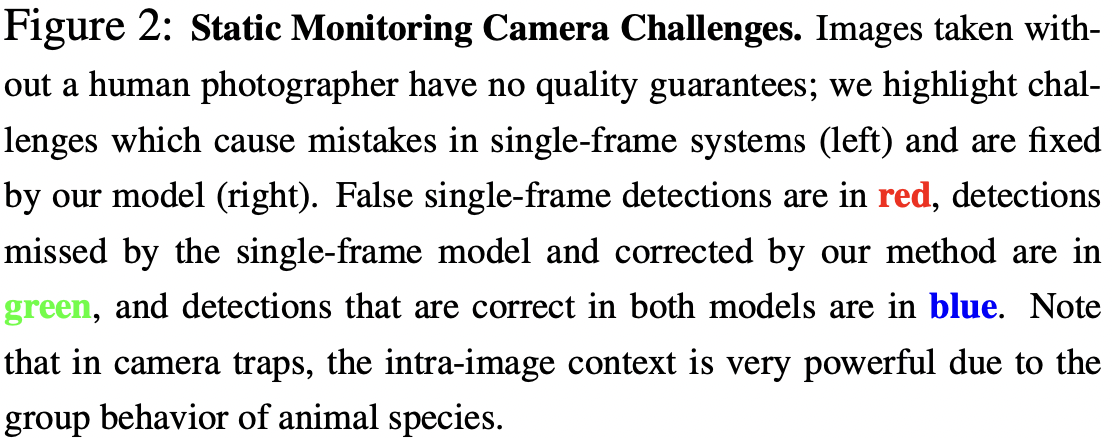 Figure 2: Static Monitoring Camera Challenges. Images taken with-
out a human photographer have no quality guarantees; we highlight chal-
lenges which cause mistakes in single-frame systems (left) and are fixed
by our model (right). False single-frame detections are in red, detections
missed by the single-frame model and corrected by our method are in
green, and detections that are correct in both models are in blue. Note
that in camera traps, the intra-image context is very powerful due to the
group behavior of animal species.